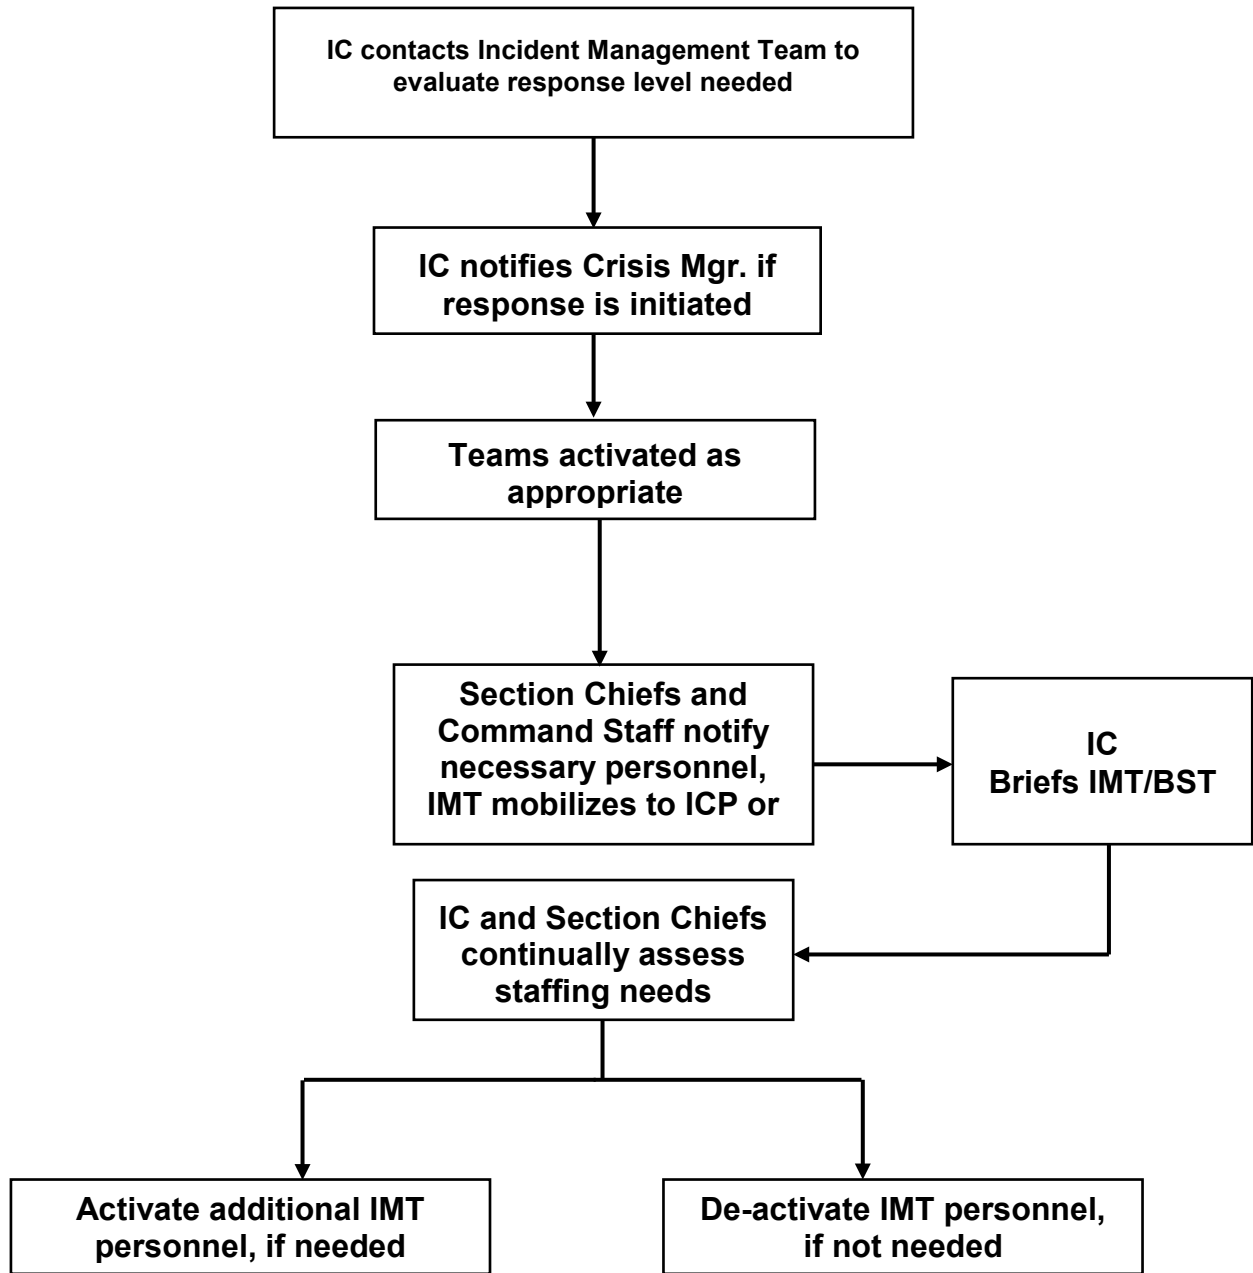 IC contacts Incident Management Team to
evaluate response level needed
IC notifies Crisis Mgr. if
response is initiated
Teams activated as
appropriate
Section Chiefs and
Command Staff notify
necessary personnel,
IMT mobilizes to ICP or
IC
Briefs IMT/BST
IC and Section Chiefs
continually assess
staffing needs
Activate additional IMT
personnel, if needed
De-activate IMT personnel,
if not needed